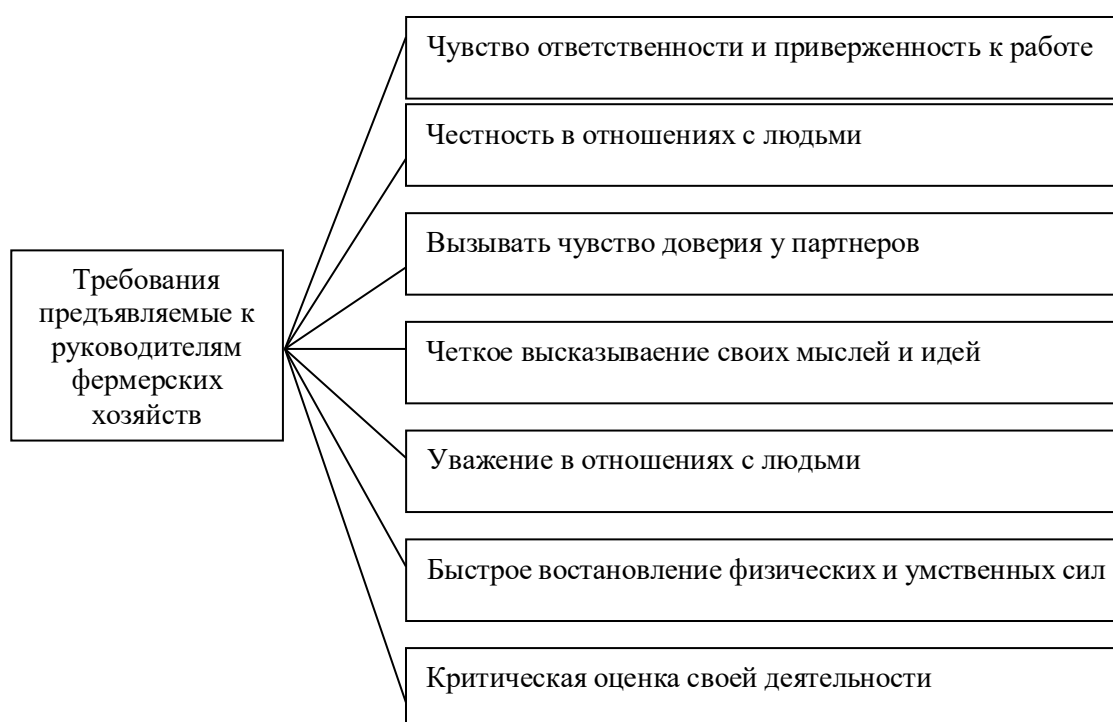 Чувство ответственности и приверженность к работе
Честность в отношениях с людьми
Вызывать чувство доверия у партнеров
Требования
предъявляемые к
руководителям
фермерских
хозяйств
Четкое высказываение своих мыслей и идей
Уважение в отношениях с людьми
Быстрое востановление физических и умственных сил
Критическая оценка своей деятельности